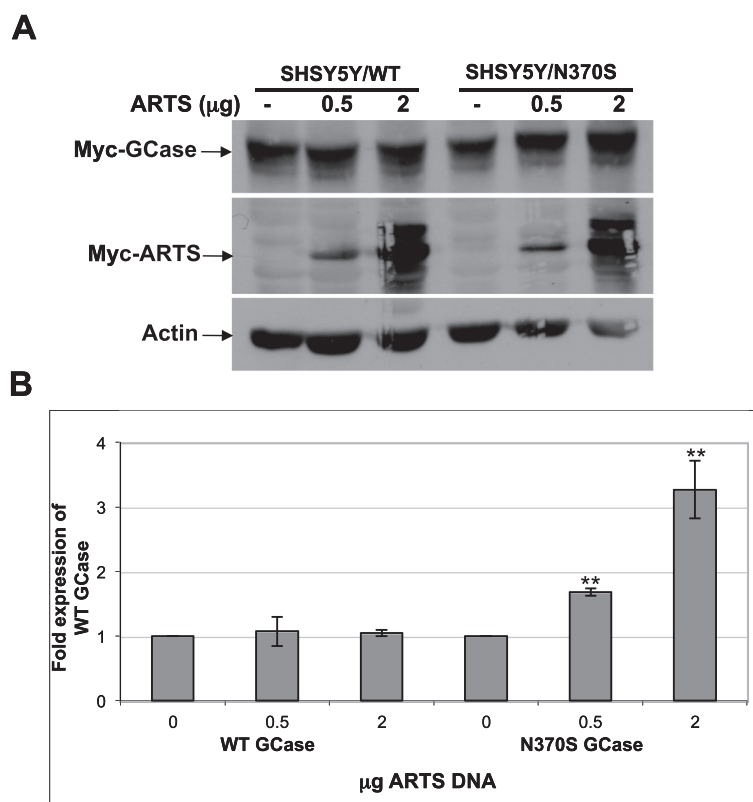 A
SHSY5Y/WT SHSY5Y/N370S
ARTS (µg) - 0.5 2 - 0.5 2
Myc-GCase
Myc-ARTS
Actin
B
Fold expression of
WT GCase
4
3
2
1
0
**
**
0 0.5 2 0 0.5 2
WT GCase N370S GCase
µg ARTS DNA